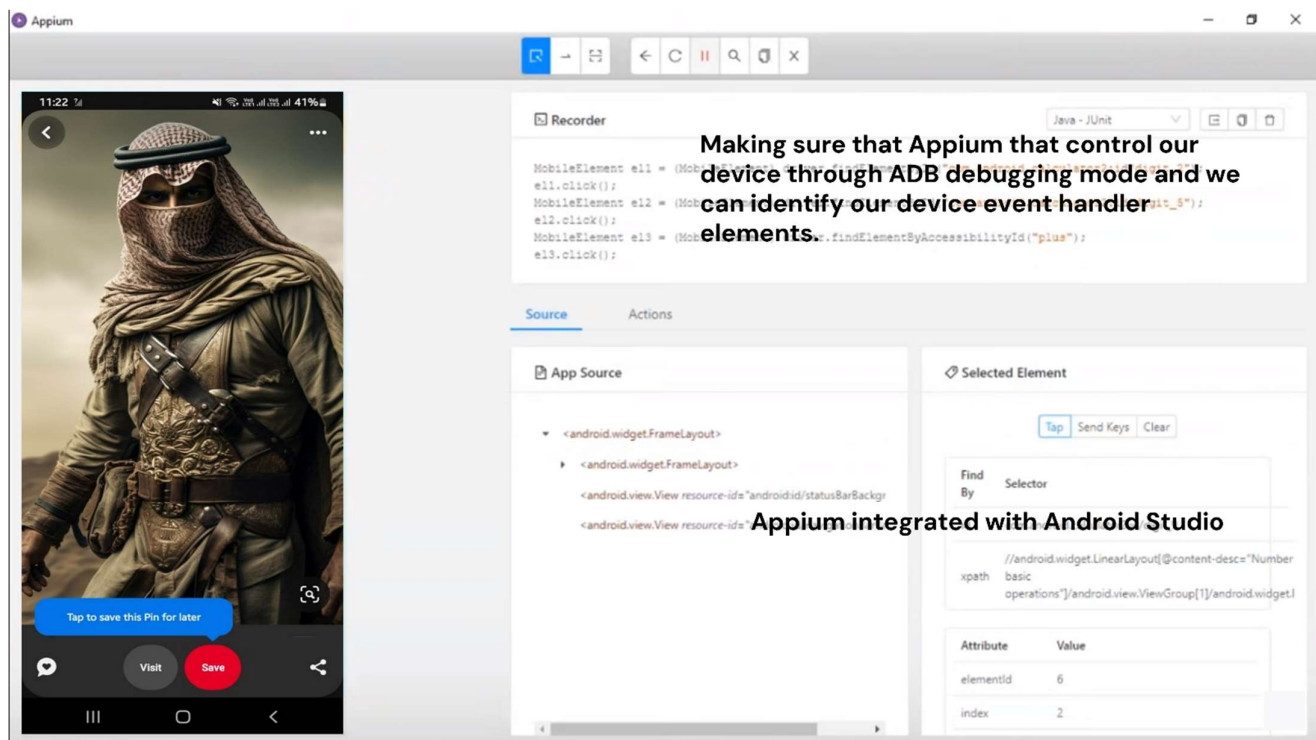 Appium
11:22
41%
Tap to save this Pin for later
Visit
Save
Recorder
Java - JUnit
Making sure that Appium that control our
device through ADB debugging mode and we
can identify our device event handler
elements.
MobileElement el1 = (Mob
el1.click();
MobileElement el2 = (Mob
el2.click();
MobileElement el3 = (Mob .findElementByAccessibilityId("plus");
el3.click();
Source
Actions
App Source
<android.widget.FrameLayout>
<android.widget.FrameLayout>
<android.view.View resource-id="android:id/statusBarBackgr
<android.view.View resource-id=
Appium integrated with Android Studio
Selected Element
Tap Send Keys Clear
Find By Selector
//android.widget.LinearLayout[@content-desc="Number
xpath basic
operations"]/android.view.ViewGroup[1]/android.widget.
Attribute Value
elementId 6
index 2